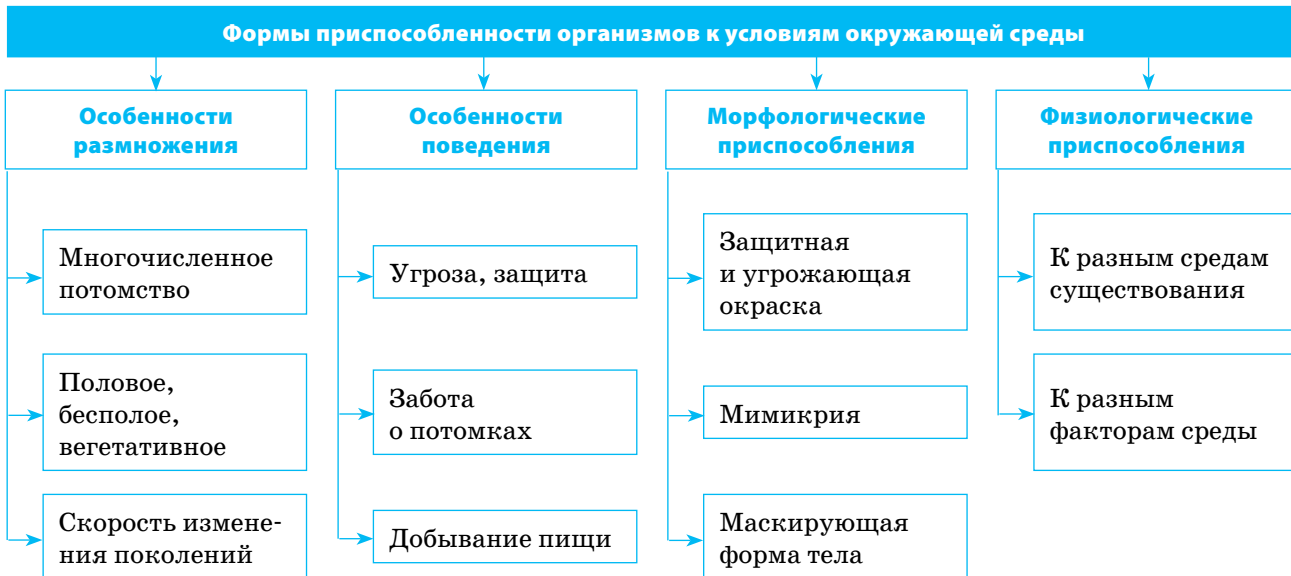 Формы приспособленности организмов к условиям окружающей среды
Особенности
размножения
Особенности
поведения
Морфологические
приспособления
Физиологические
приспособления
Многочисленное
потомство
Половое,
бесполое,
вегетативное
Скорость измене-
ния поколений
Угроза, защита
Забота
о потомках
Добывание пищи
Защитная
и угрожающая
окраска
Мимикрия
Маскирующая
форма тела
К разным средам
существования
К разным
факторам среды